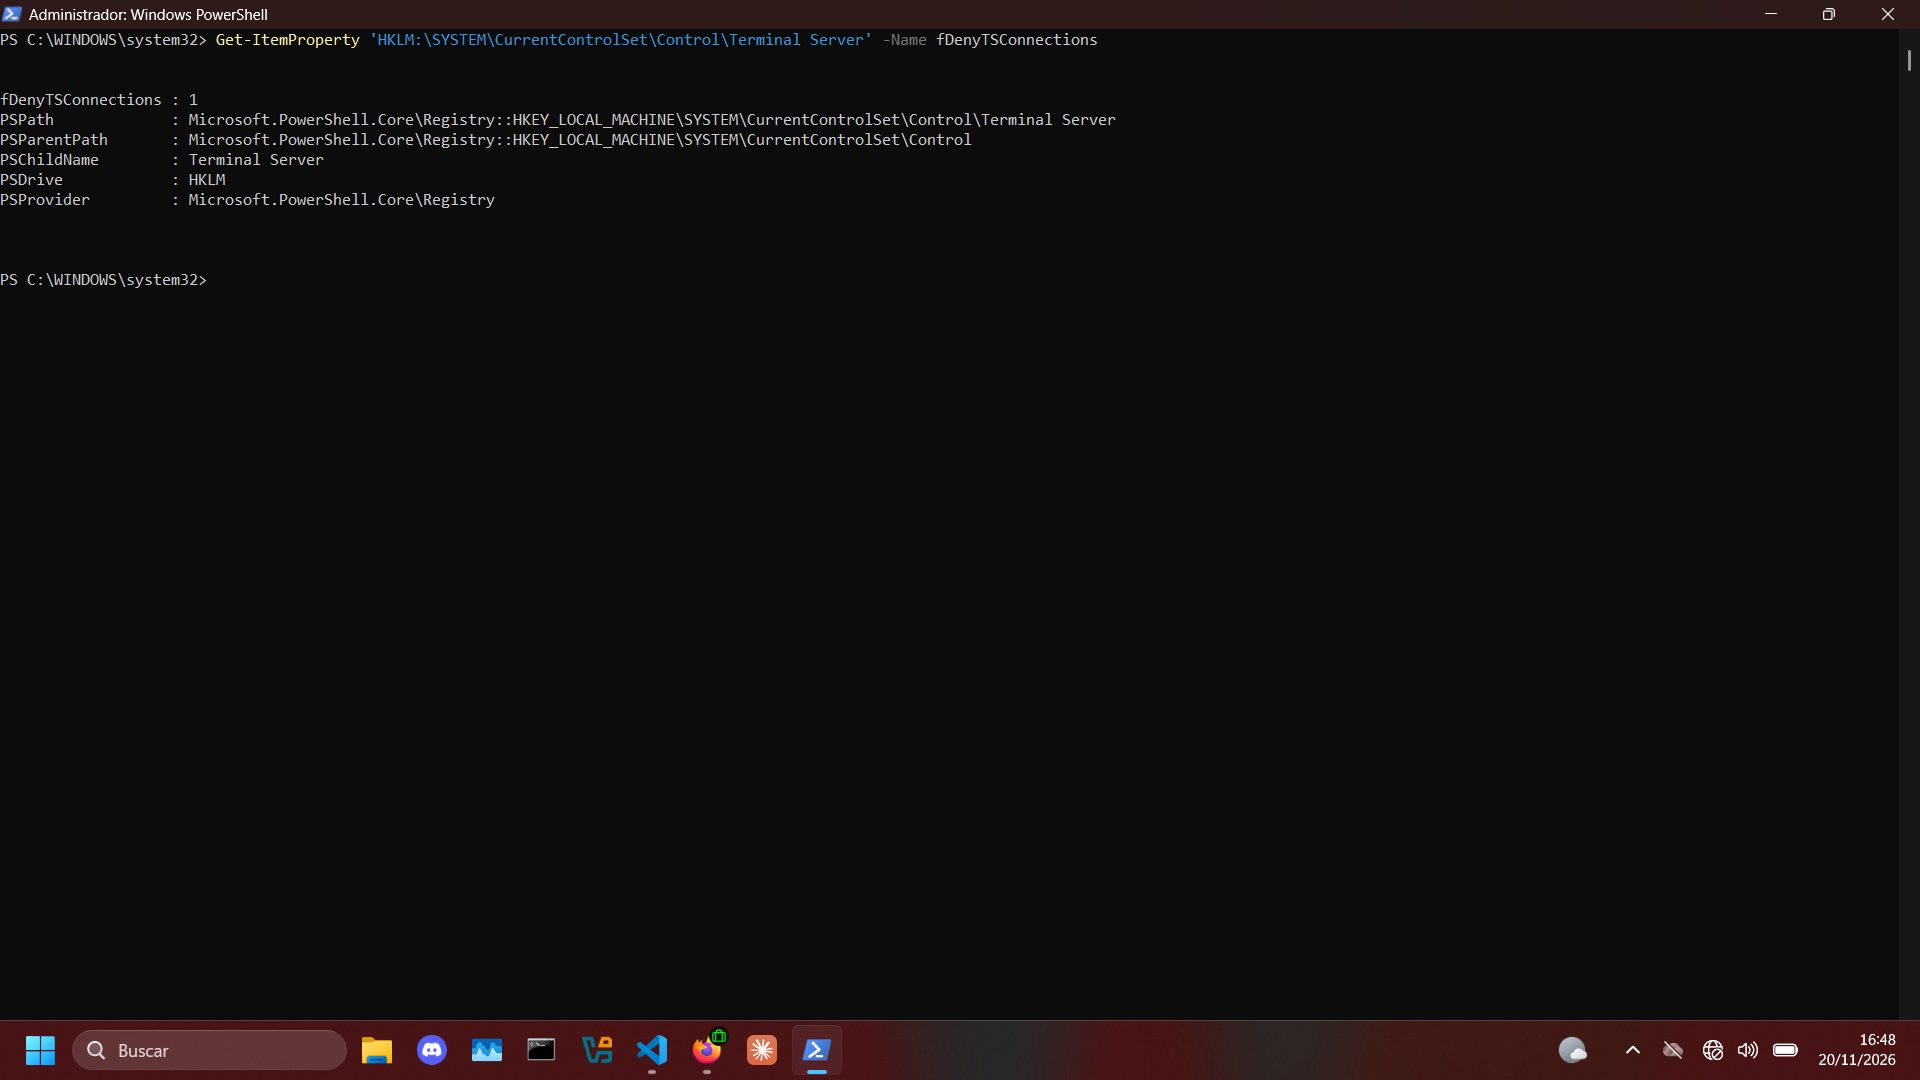 Administrador: Windows PowerShell
PS C:\WINDOWS\system32> Get-ItemProperty 'HKLM:\SYSTEM\CurrentControlSet\Control\Terminal Server' -Name fDenyTSConnections
fDenyTSConnections : 1
PSPath             : Microsoft.PowerShell.Core\Registry::HKEY_LOCAL_MACHINE\SYSTEM\CurrentControlSet\Control\Terminal Server
PSParentPath       : Microsoft.PowerShell.Core\Registry::HKEY_LOCAL_MACHINE\SYSTEM\CurrentControlSet\Control
PSChildName        : Terminal Server
PSDrive            : HKLM
PSProvider         : Microsoft.PowerShell.Core\Registry
PS C:\WINDOWS\system32>
Buscar
16:48
20/11/2026